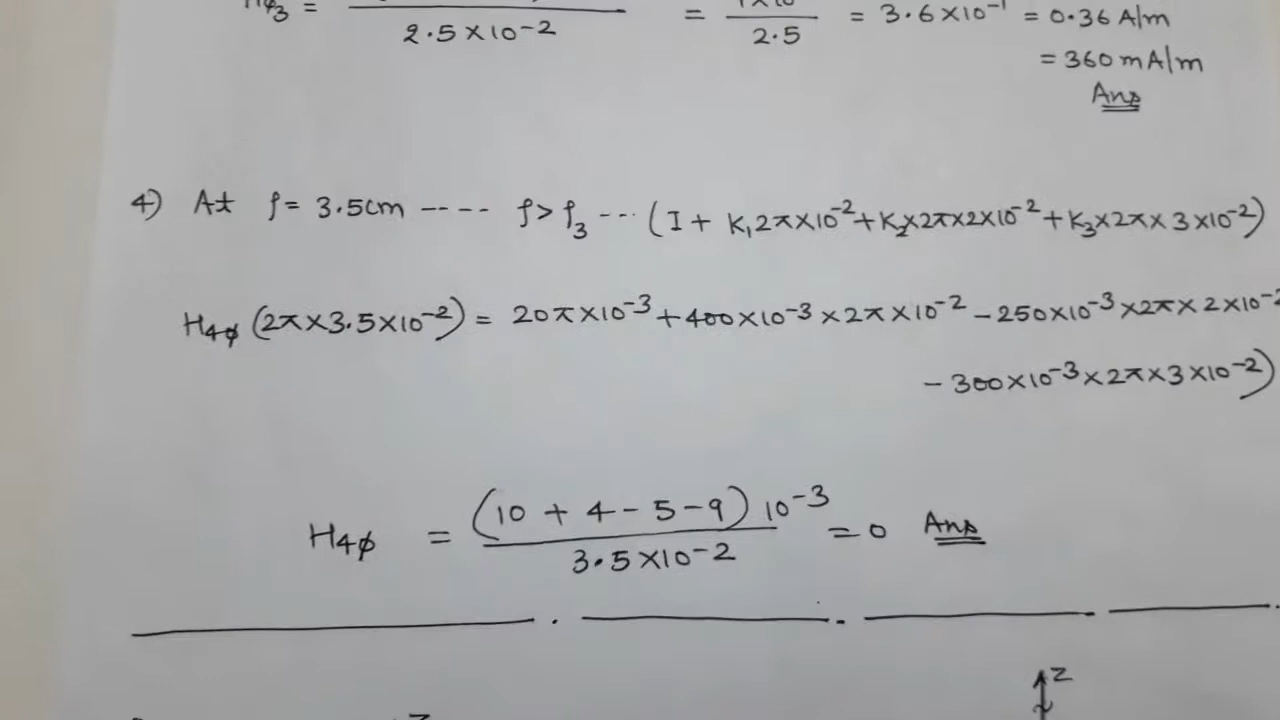 Hφ3 = 2.5×10-2 = 2.5 = 3.6×10-1 = 0.36 A/m
= 360 mA/m
Ans
4) At ρ = 3.5cm ---- ρ > ρ3 --- (I + K12π×10-2 + K2×2π×2×10-2 + K3×2π×3×10-2)
H4φ (2π×3.5×10-2) = 20π×10-3 + 400×10-3×2π×10-2 - 250×10-3×2π×2×10-
- 300×10-3×2π×3×10-2)
H4φ = (10 + 4 - 5 - 9) 10-3 / 3.5×10-2 = 0 Ans
z